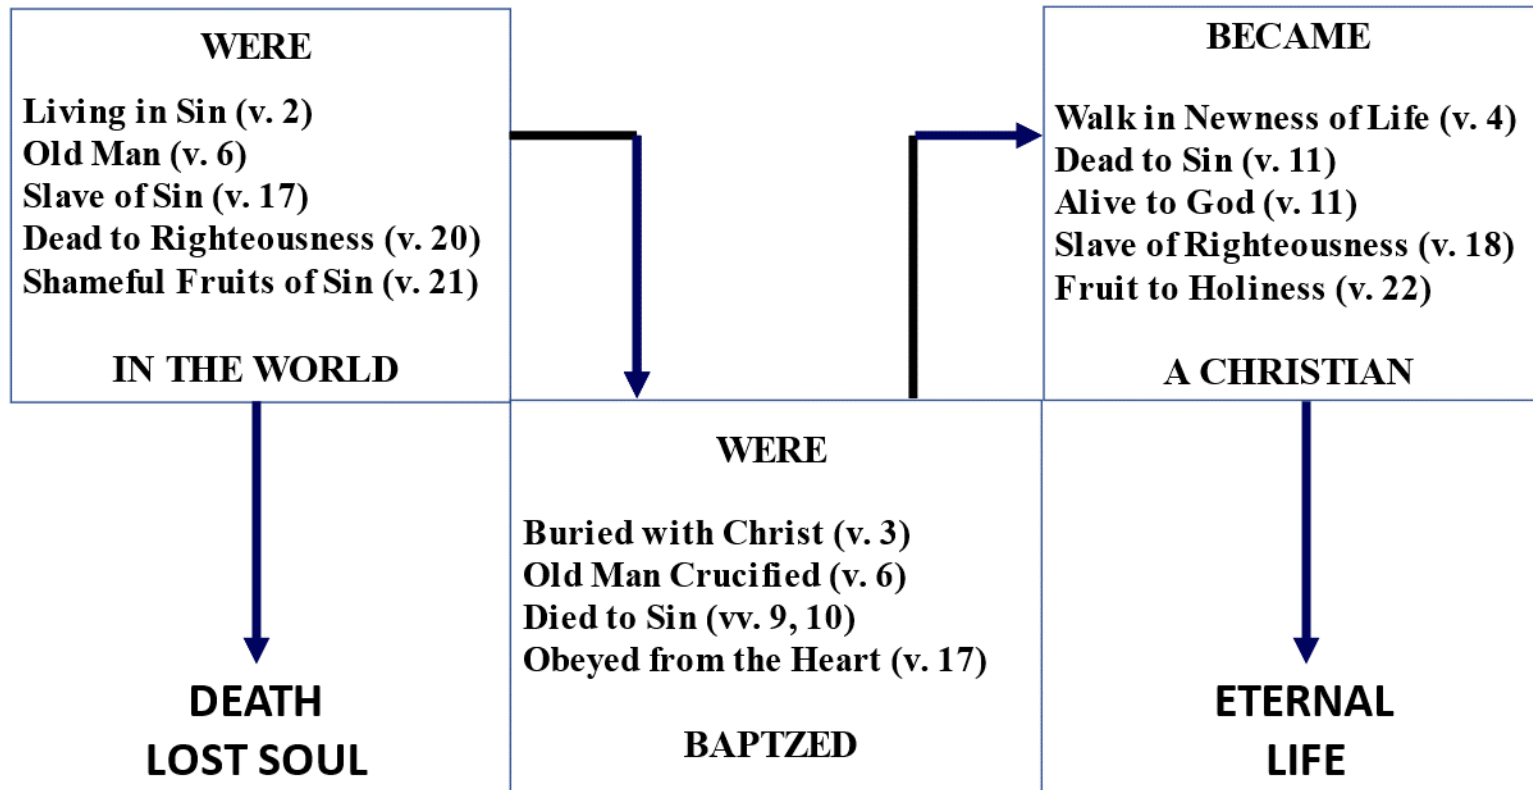 WERE
Living in Sin (v. 2)
Old Man (v. 6)
Slave of Sin (v. 17)
Dead to Righteousness (v. 20)
Shameful Fruits of Sin (v. 21)
IN THE WORLD
DEATH
LOST SOUL
WERE
Buried with Christ (v. 3)
Old Man Crucified (v. 6)
Died to Sin (vv. 9, 10)
Obeyed from the Heart (v. 17)
BAPTZED
BECAME
Walk in Newness of Life (v. 4)
Dead to Sin (v. 11)
Alive to God (v. 11)
Slave of Righteousness (v. 18)
Fruit to Holiness (v. 22)
A CHRISTIAN
ETERNAL
LIFE